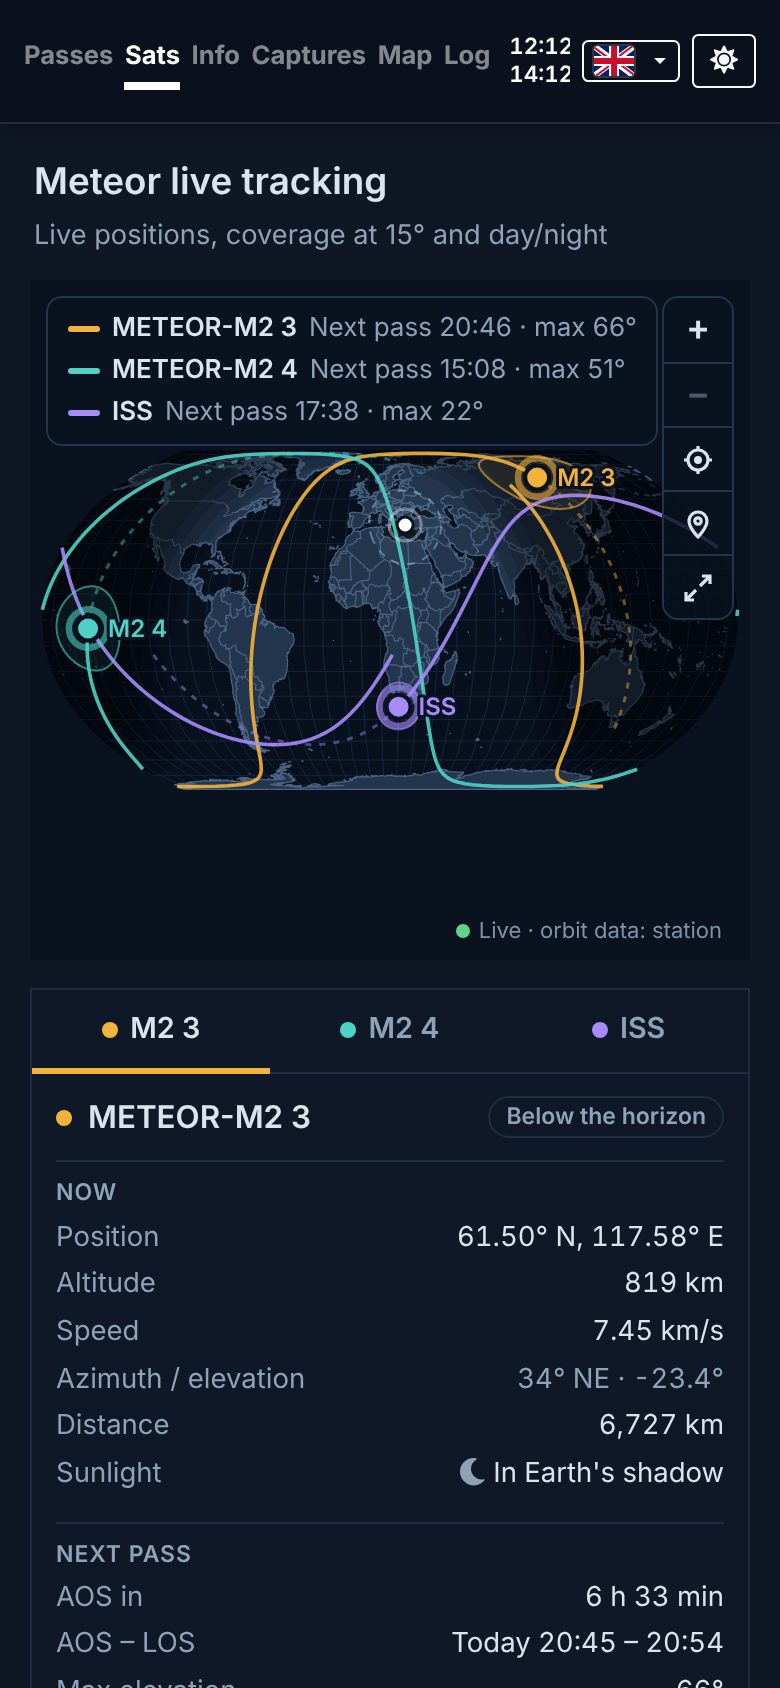 Passes Sats Info Captures Map Log 12:12
14:12
Meteor live tracking
Live positions, coverage at 15° and day/night
METEOR-M2 3 Next pass 20:46 · max 66°
METEOR-M2 4 Next pass 15:08 · max 51°
ISS Next pass 17:38 · max 22°
M2 3
M2 4
ISS
Live · orbit data: station
M2 3 M2 4 ISS
METEOR-M2 3 Below the horizon
NOW
Position 61.50° N, 117.58° E
Altitude 819 km
Speed 7.45 km/s
Azimuth / elevation 34° NE · -23.4°
Distance 6,727 km
Sunlight In Earth's shadow
NEXT PASS
AOS in 6 h 33 min
AOS – LOS Today 20:45 – 20:54
Max elevation 66°